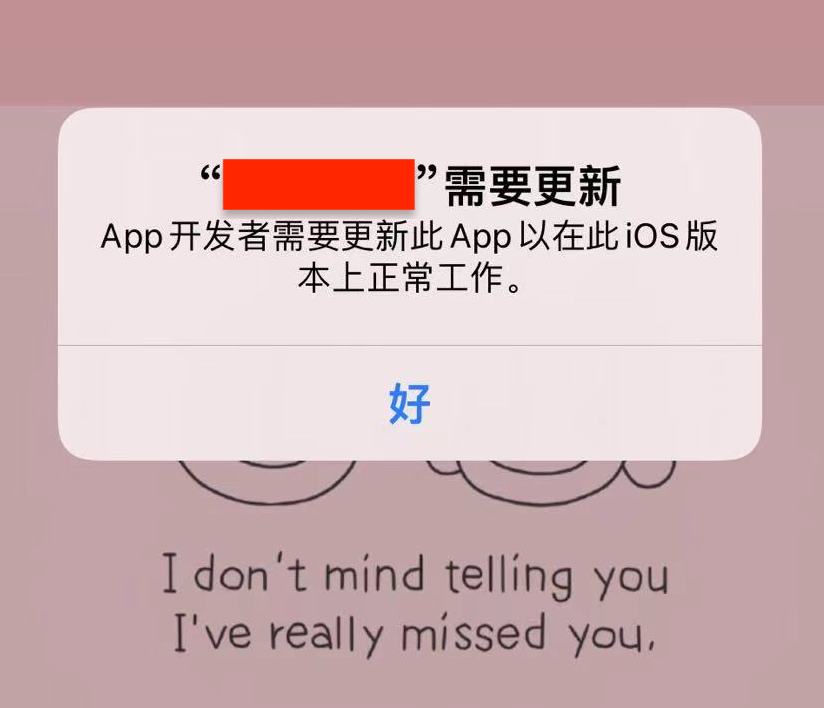 “ ”需要更新
App 开发者需要更新此 App 以在此 iOS 版
本上正常工作。
好
I don't mind telling you
I've really missed you.